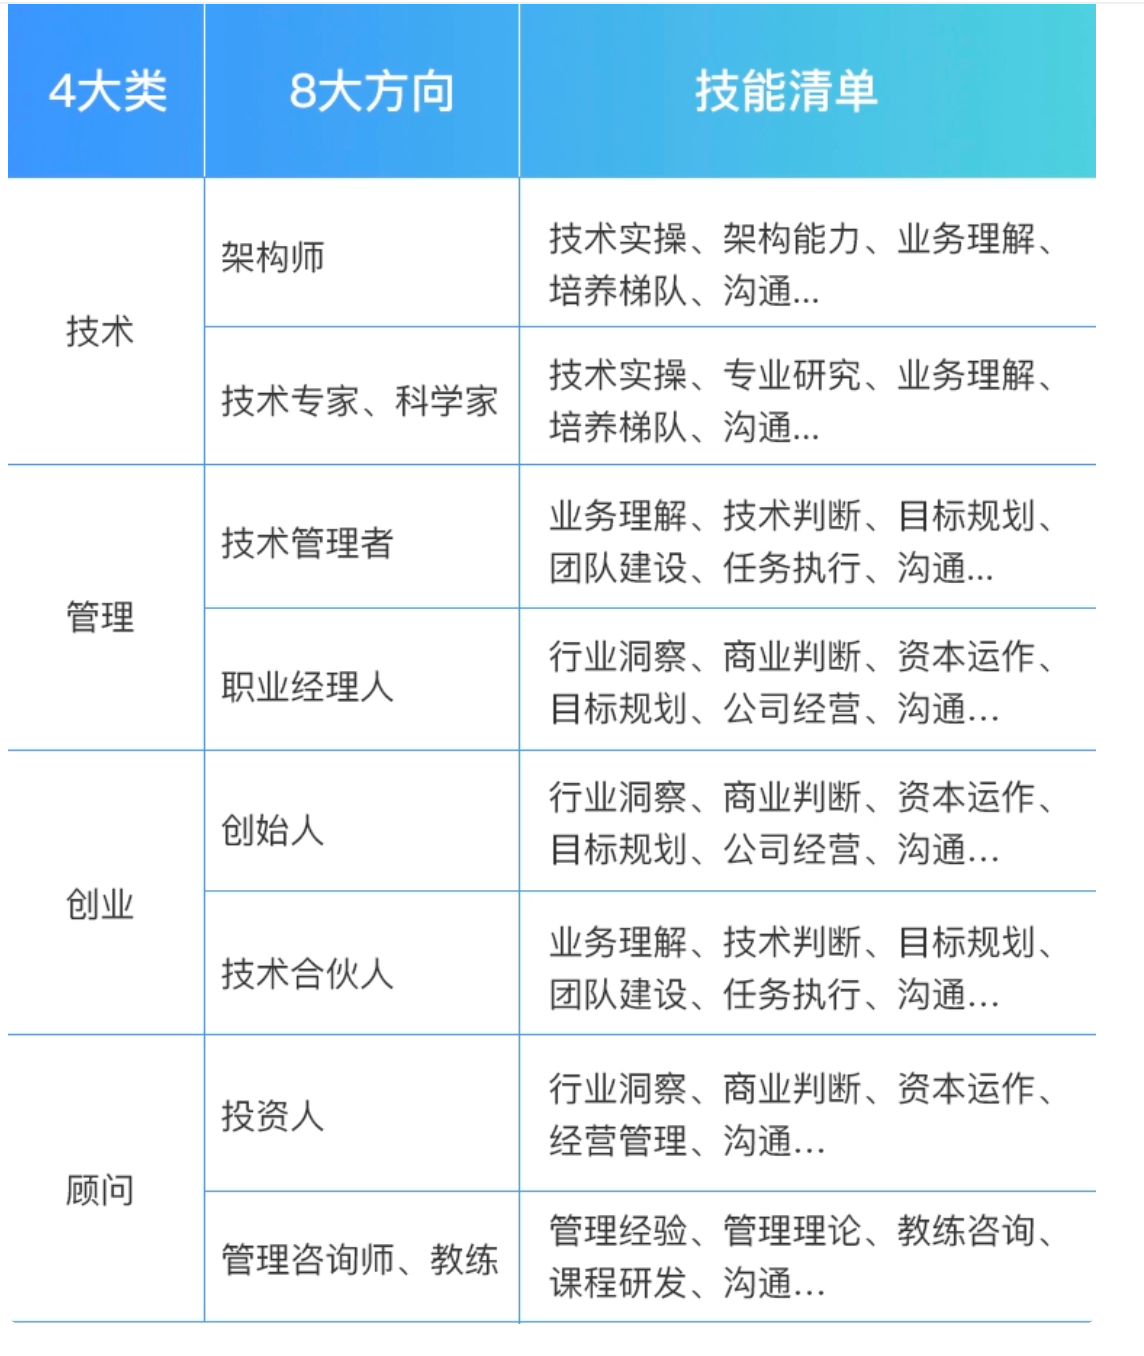 4大类
8大方向
技能清单
技术
架构师
技术实操、架构能力、业务理解、
培养梯队、沟通...
技术专家、科学家
技术实操、专业研究、业务理解、
培养梯队、沟通...
管理
技术管理者
业务理解、技术判断、目标规划、
团队建设、任务执行、沟通...
职业经理人
行业洞察、商业判断、资本运作、
目标规划、公司经营、沟通...
创业
创始人
行业洞察、商业判断、资本运作、
目标规划、公司经营、沟通...
技术合伙人
业务理解、技术判断、目标规划、
团队建设、任务执行、沟通...
顾问
投资人
行业洞察、商业判断、资本运作、
经营管理、沟通...
管理咨询师、教练
管理经验、管理理论、教练咨询、
课程研发、沟通...